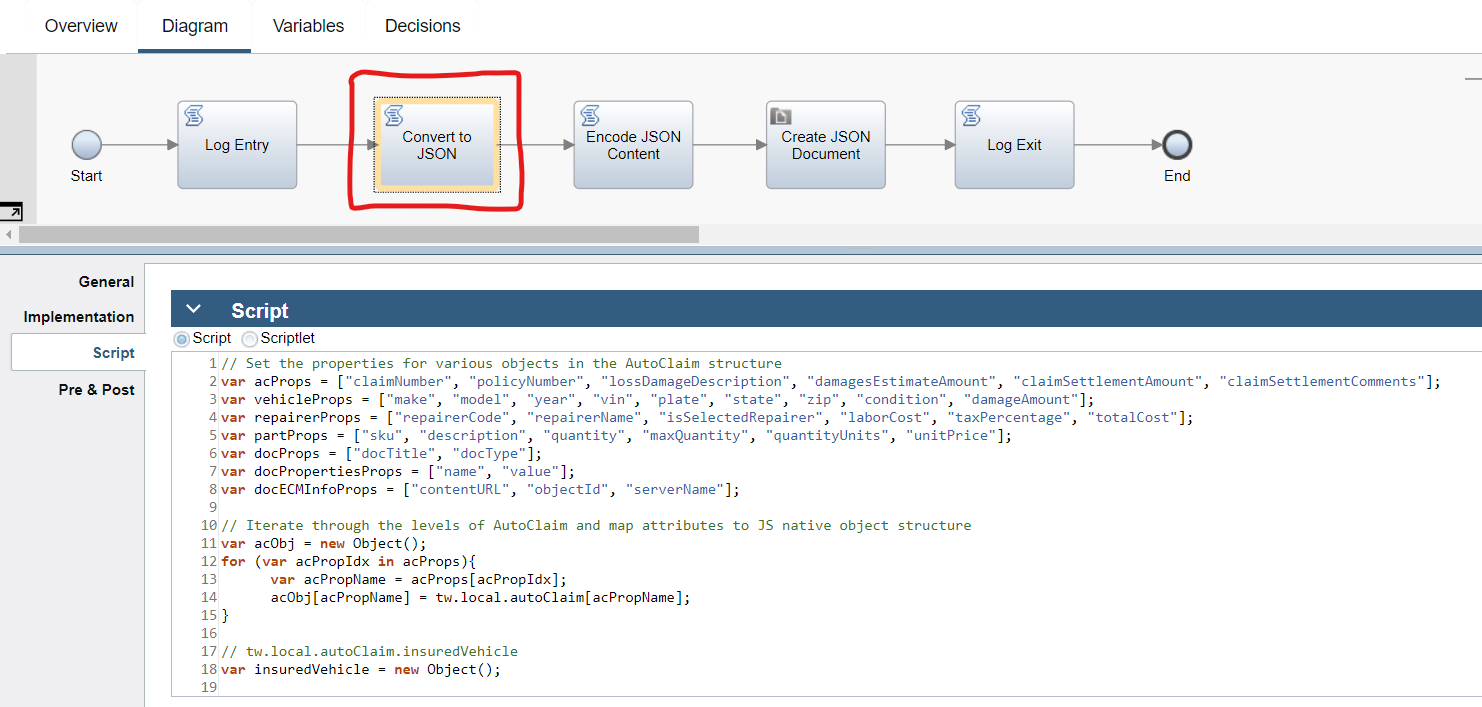 Overview Diagram Variables Decisions
Start
Log Entry
Convert to
JSON
Encode JSON
Content
Create JSON
Document
Log Exit
End
General
Implementation
Script
Pre & Post
Script
Script Scriptlet
1 // Set the properties for various objects in the AutoClaim structure
2 var acProps = ["claimNumber", "policyNumber", "lossDamageDescription", "damagesEstimateAmount", "claimSettlementAmount", "claimSettlementComments"];
3 var vehicleProps = ["make", "model", "year", "vin", "plate", "state", "zip", "condition", "damageAmount"];
4 var repairerProps = ["repairerCode", "repairerName", "isSelectedRepairer", "laborCost", "taxPercentage", "totalCost"];
5 var partProps = ["sku", "description", "quantity", "maxQuantity", "quantityUnits", "unitPrice"];
6 var docProps = ["docTitle", "docType"];
7 var docPropertiesProps = ["name", "value"];
8 var docECMInfoProps = ["contentURL", "objectId", "serverName"];
9
10 // Iterate through the levels of AutoClaim and map attributes to JS native object structure
11 var acObj = new Object();
12 for (var acPropIdx in acProps){
13 var acPropName = acProps[acPropIdx];
14 acObj[acPropName] = tw.local.autoClaim[acPropName];
15 }
16
17 // tw.local.autoClaim.insuredVehicle
18 var insuredVehicle = new Object();
19